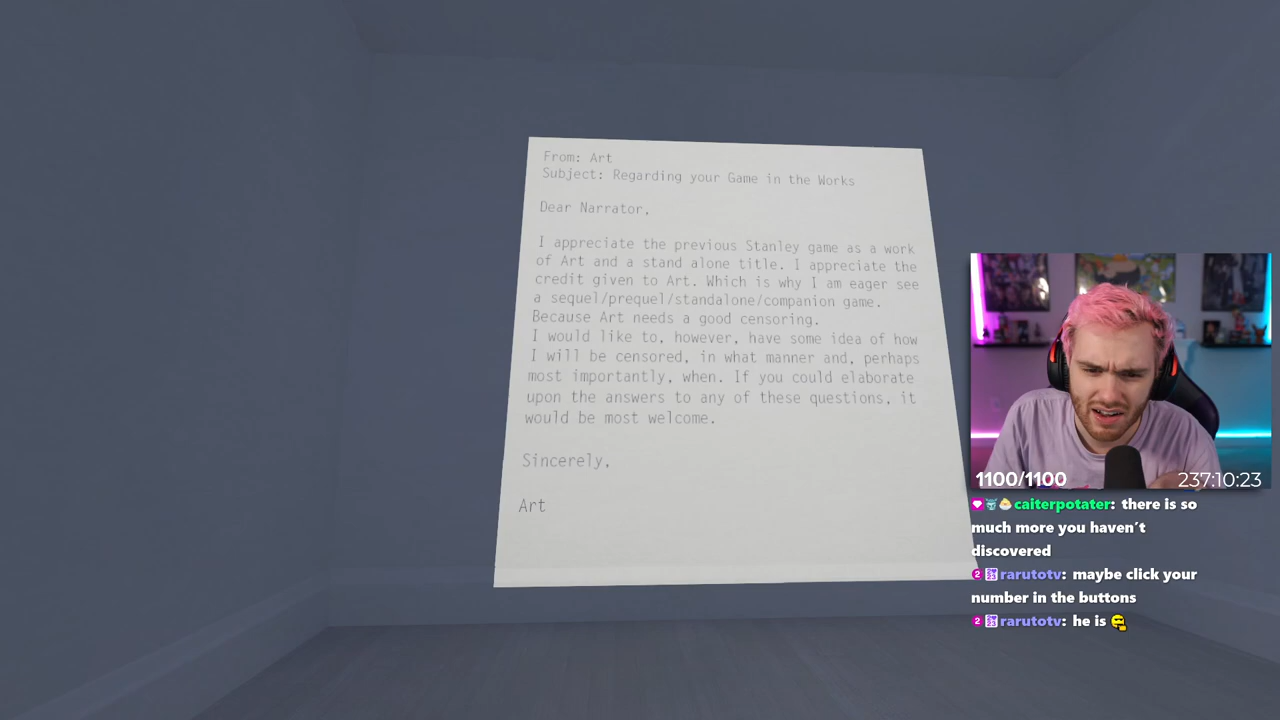 From: Art
Subject: Regarding your Game in the Works
Dear Narrator,
I appreciate the previous Stanley game as a work
of Art and a stand alone title. I appreciate the
credit given to Art. Which is why I am eager see
a sequel/prequel/standalone/companion game.
Because Art needs a good censoring.
I would like to, however, have some idea of how
I will be censored, in what manner and, perhaps
most importantly, when. If you could elaborate
upon the answers to any of these questions, it
would be most welcome.
Sincerely,
Art
1100/1100
237:10:23
caiterpotater: there is so
much more you haven't
discovered
rarutotv: maybe click your
number in the buttons
rarutotv: he is